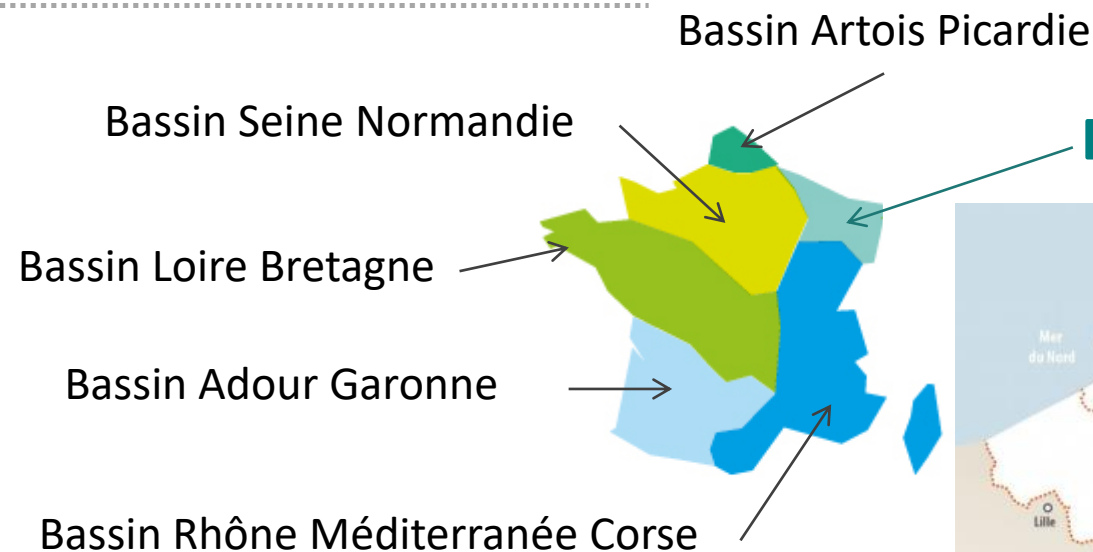 Bassin Artois Picardie
Bassin Seine Normandie
Bassin Loire Bretagne
Mer
du Nord
Bassin Adour Garonne
Lille
Bassin Rhône Méditerranée Corse